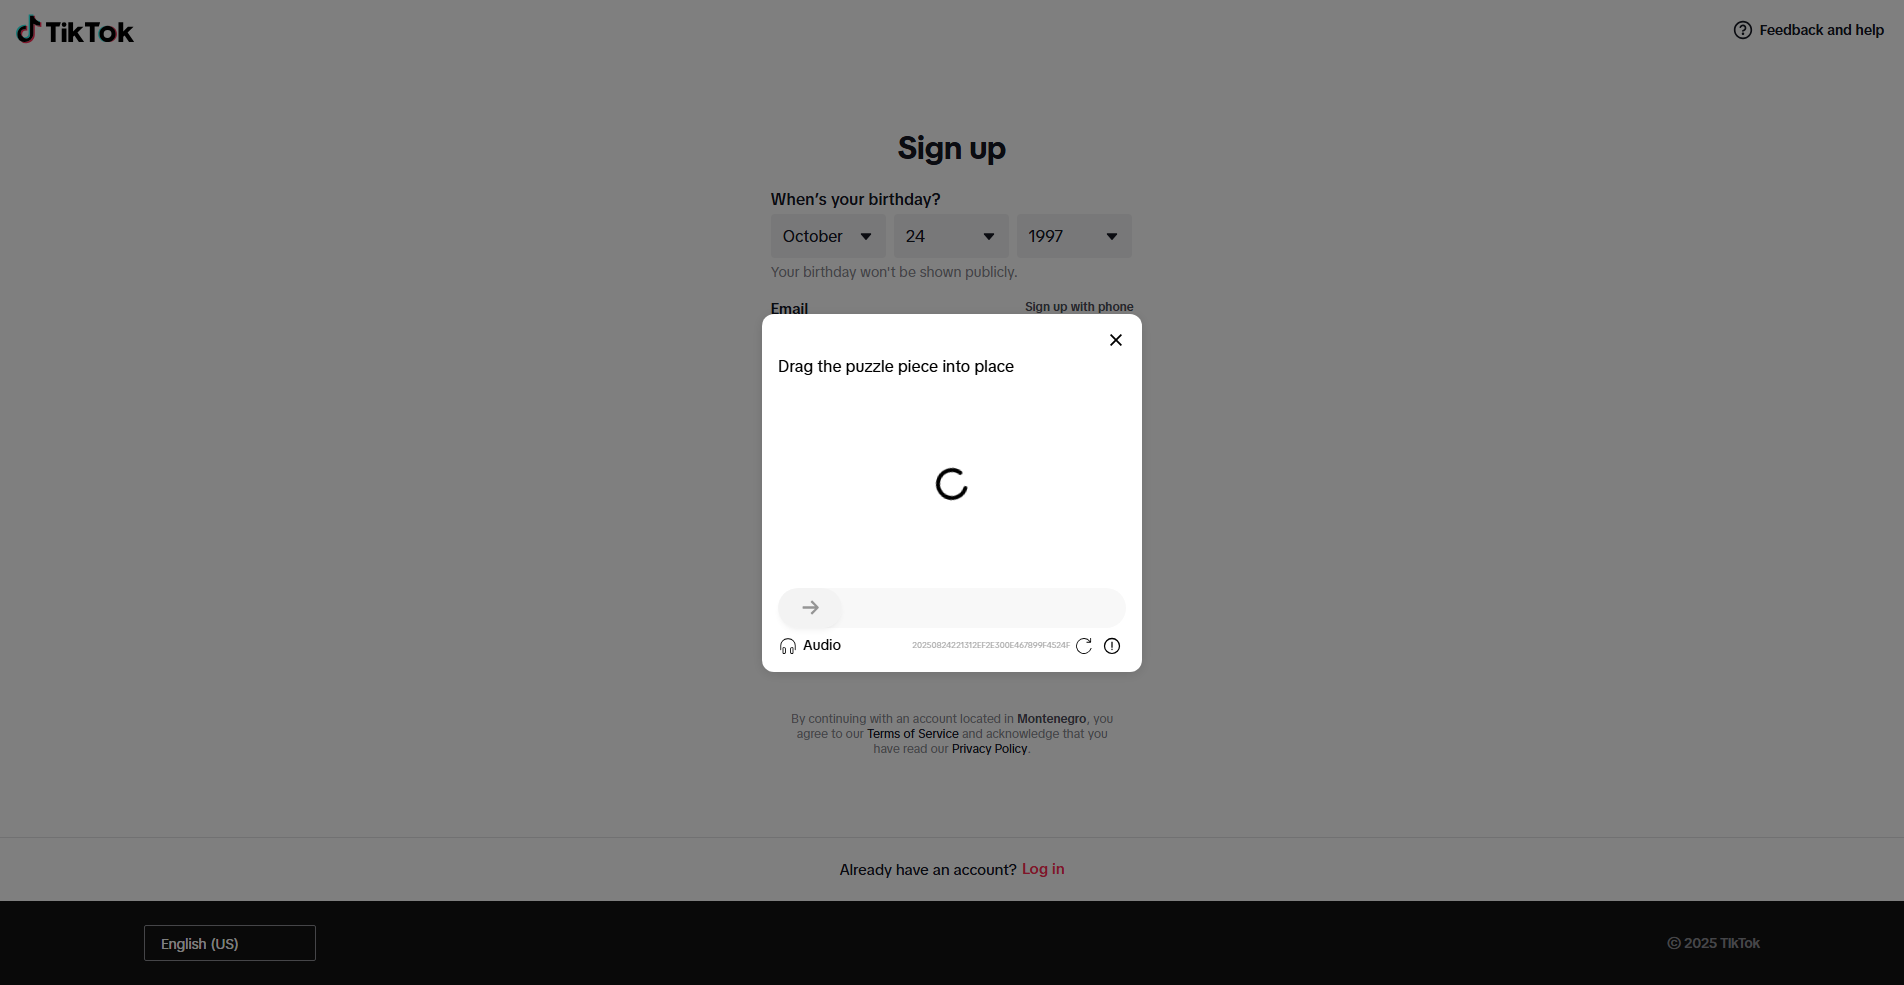 TikTok
Feedback and help
Sign up
When's your birthday?
October 24 1997
Your birthday won't be shown publicly.
Email Sign up with phone
Drag the puzzle piece into place
Audio 20250824221312EF2E300E467899F4524F
By continuing with an account located in Montenegro, you
agree to our Terms of Service and acknowledge that you
have read our Privacy Policy.
Already have an account? Log in
English (US)
© 2025 TikTok